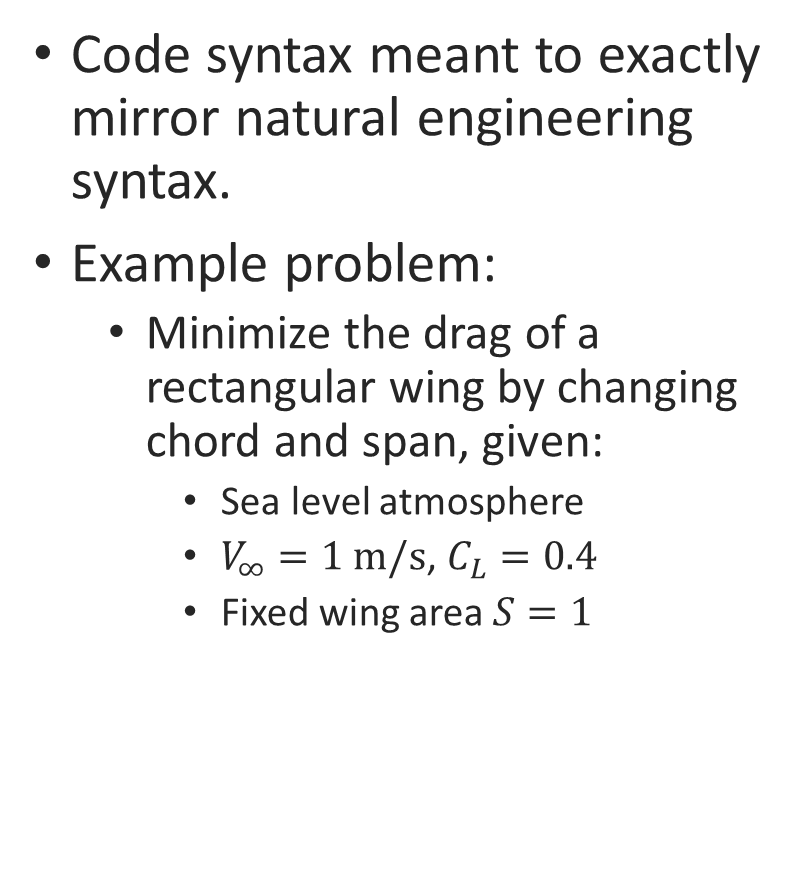 • Code syntax meant to exactly
mirror natural engineering
syntax.
• Example problem:
• Minimize the drag of a
rectangular wing by changing
chord and span, given:
• Sea level atmosphere
• V∞ = 1 m/s, C_L = 0.4
• Fixed wing area S = 1